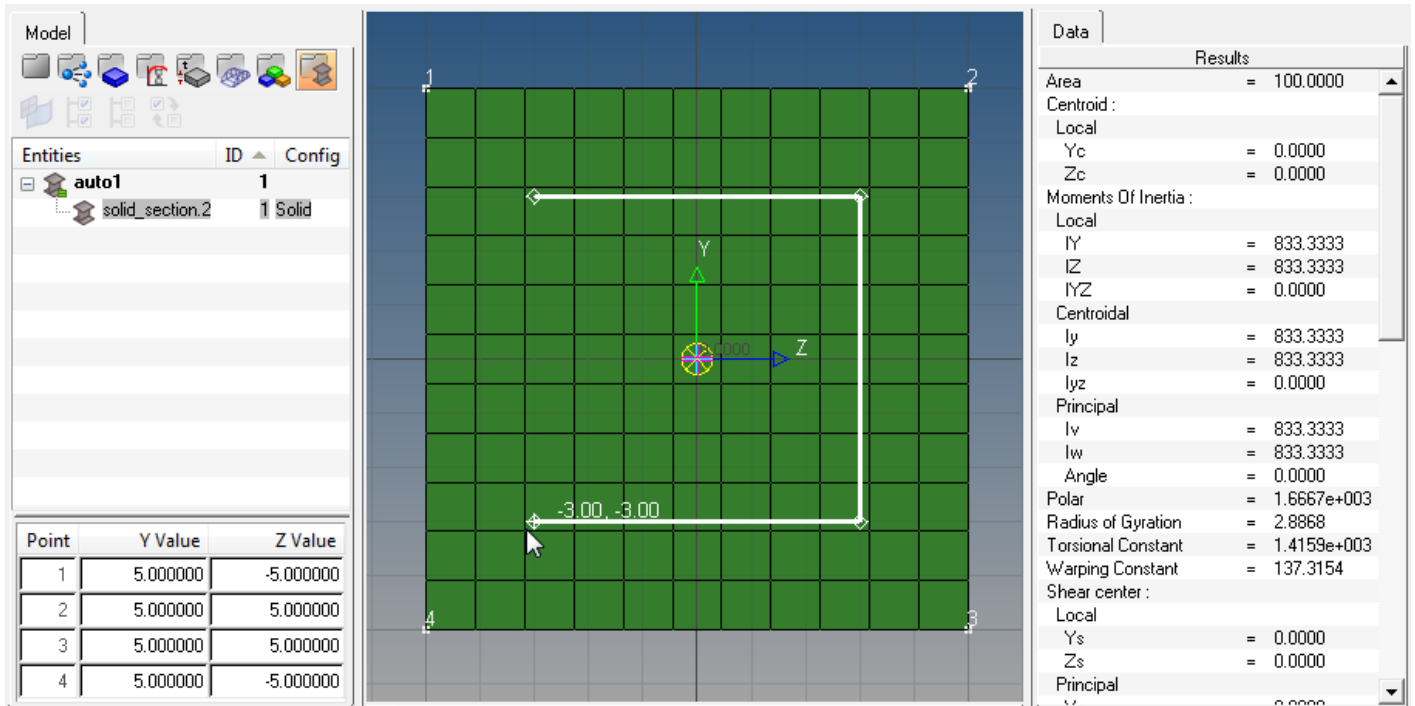 Model
Entities ID Config
auto1 1
solid_section.2 1 Solid
Point Y Value Z Value
1 5.000000 -5.000000
2 5.000000 5.000000
3 5.000000 5.000000
4 5.000000 -5.000000
1 2
Y
Z
-3.00, -3.00
4 3
Data
Results
Area = 100.0000
Centroid :
Local
Yc = 0.0000
Zc = 0.0000
Moments Of Inertia :
Local
IY = 833.3333
IZ = 833.3333
IYZ = 0.0000
Centroidal
Iy = 833.3333
Iz = 833.3333
Iyz = 0.0000
Principal
Iv = 833.3333
Iw = 833.3333
Angle = 0.0000
Polar = 1.6667e+003
Radius of Gyration = 2.8868
Torsional Constant = 1.4159e+003
Warping Constant = 137.3154
Shear center :
Local
Ys = 0.0000
Zs = 0.0000
Principal